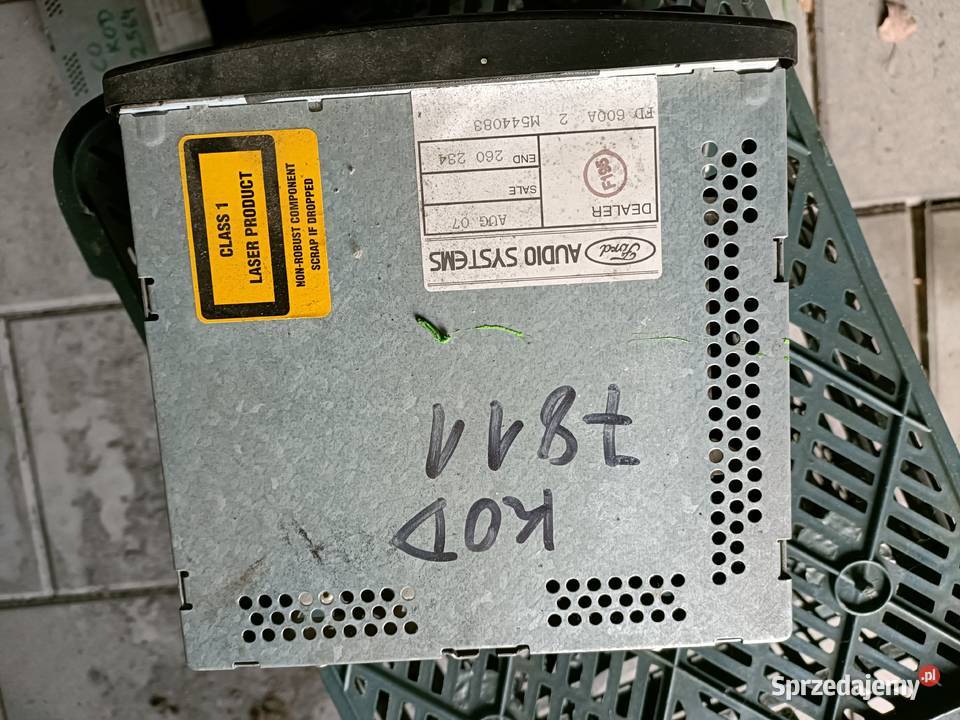 KOD
CLASS 1
LASER PRODUCT
NON-ROBUST COMPONENT
SCRAP IF DROPPED
Ford AUDIO SYSTEMS
DEALER
AUG 07
SALE
F195
END 260 234
FD 600A 2 M544083
KOD
7811
Sprzedajemy.pl